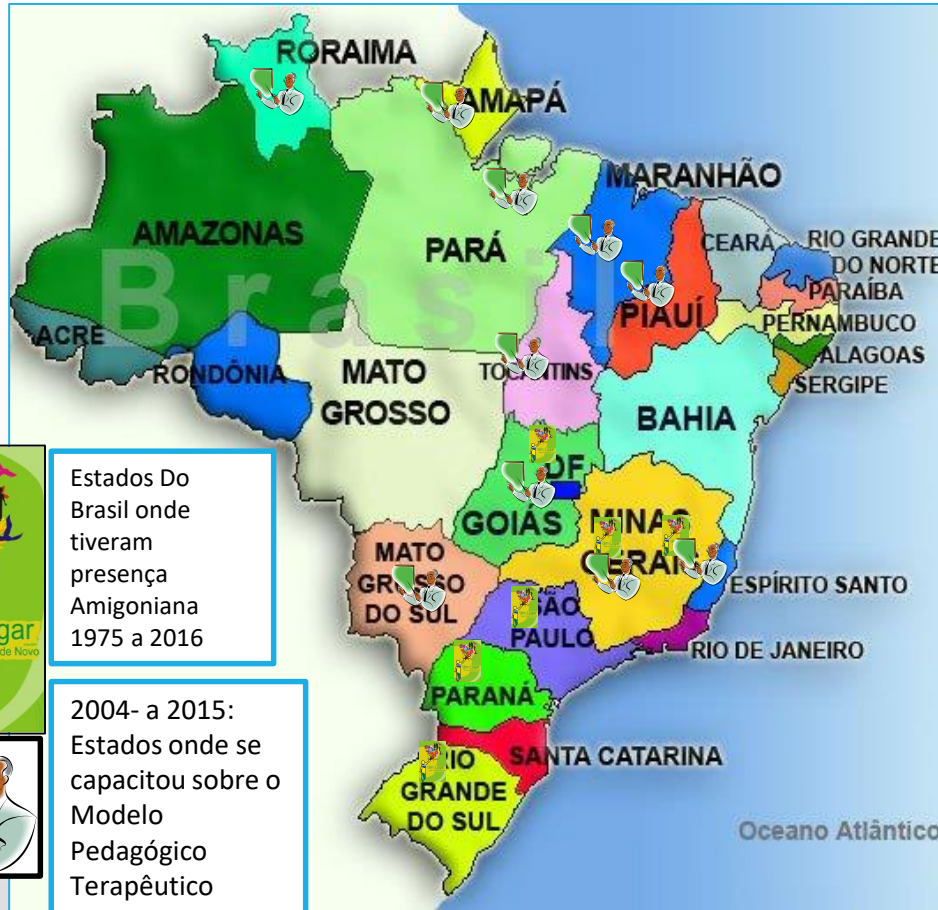 RORAIMA
AMAPÁ
MARANHÃO
AMAZONAS
PARÁ
CEARÁ
RIO GRANDE
DO NORTE
PARAÍBA
PIAUÍ
PERNAMBUCO
Brasil
ACRE
RONDÔNIA
MATO
GROSSO
TOCANTINS
ALAGOAS
SERGIPE
BAHIA
DF
GOIÁS
MINAS
GERAIS
MATO
GROSSO
DO SUL
ESPÍRITO SANTO
SÃO
PAULO
RIO DE JANEIRO
PARANÁ
SANTA CATARINA
RIO
GRANDE
DO SUL
Oceano Atlântico
Estados Do
Brasil onde
tiveram
presença
Amigoniana
1975 a 2016
gar
de Novo
2004- a 2015:
Estados onde se
capacitou sobre o
Modelo
Pedagógico
Terapêutico